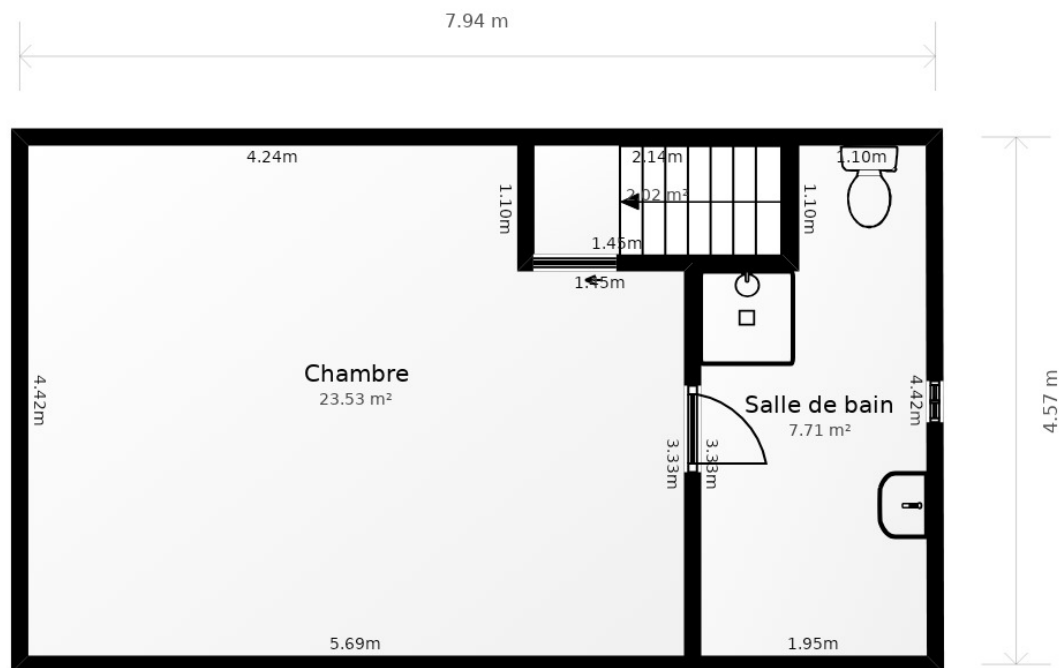 7.94 m
4.24m
2.14m
1.10m
1.10m
2.02 m²
1.10m
1.45m
1.45m
Chambre
23.53 m²
4.42m
Salle de bain
7.71 m²
4.42m
4.57 m
3.33m
3.33m
5.69m
1.95m